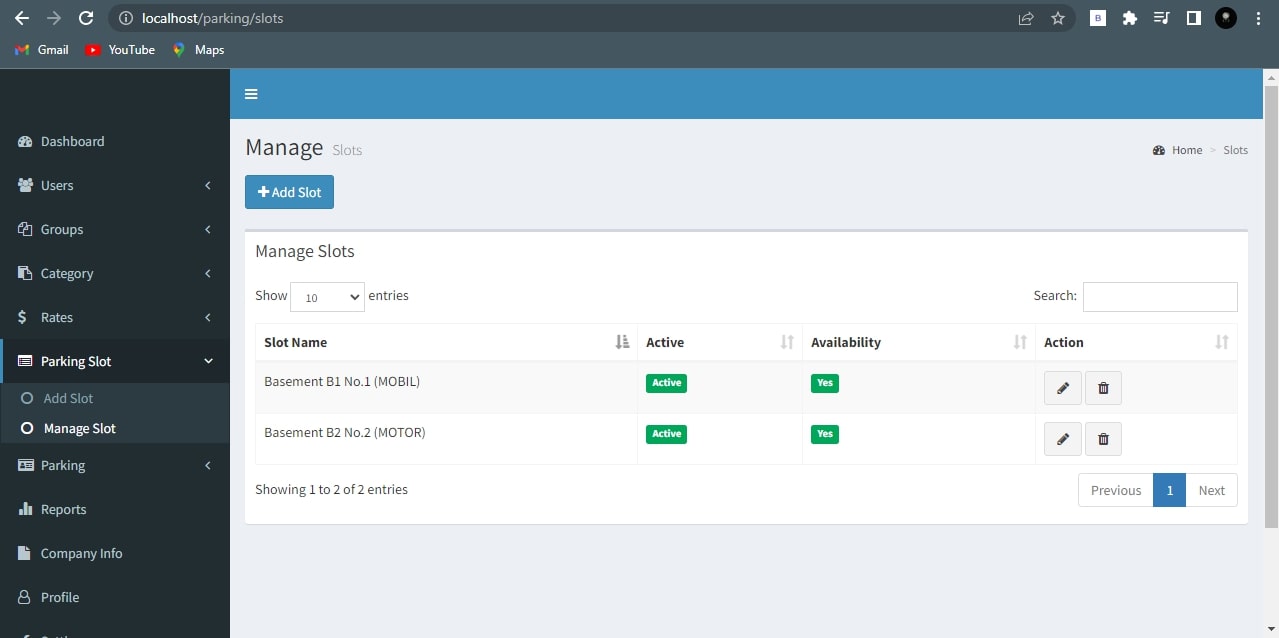 localhost/parking/slots
B
Gmail YouTube Maps
Dashboard
Users
Groups
Category
Rates
Parking Slot
Add Slot
Manage Slot
Parking
Reports
Company Info
Profile
Manage Slots
Home > Slots
Add Slot
Manage Slots
Show 10 entries
Search:
Slot Name Active Availability Action
Basement B1 No.1 (MOBIL) Active Yes
Basement B2 No.2 (MOTOR) Active Yes
Showing 1 to 2 of 2 entries
Previous 1 Next